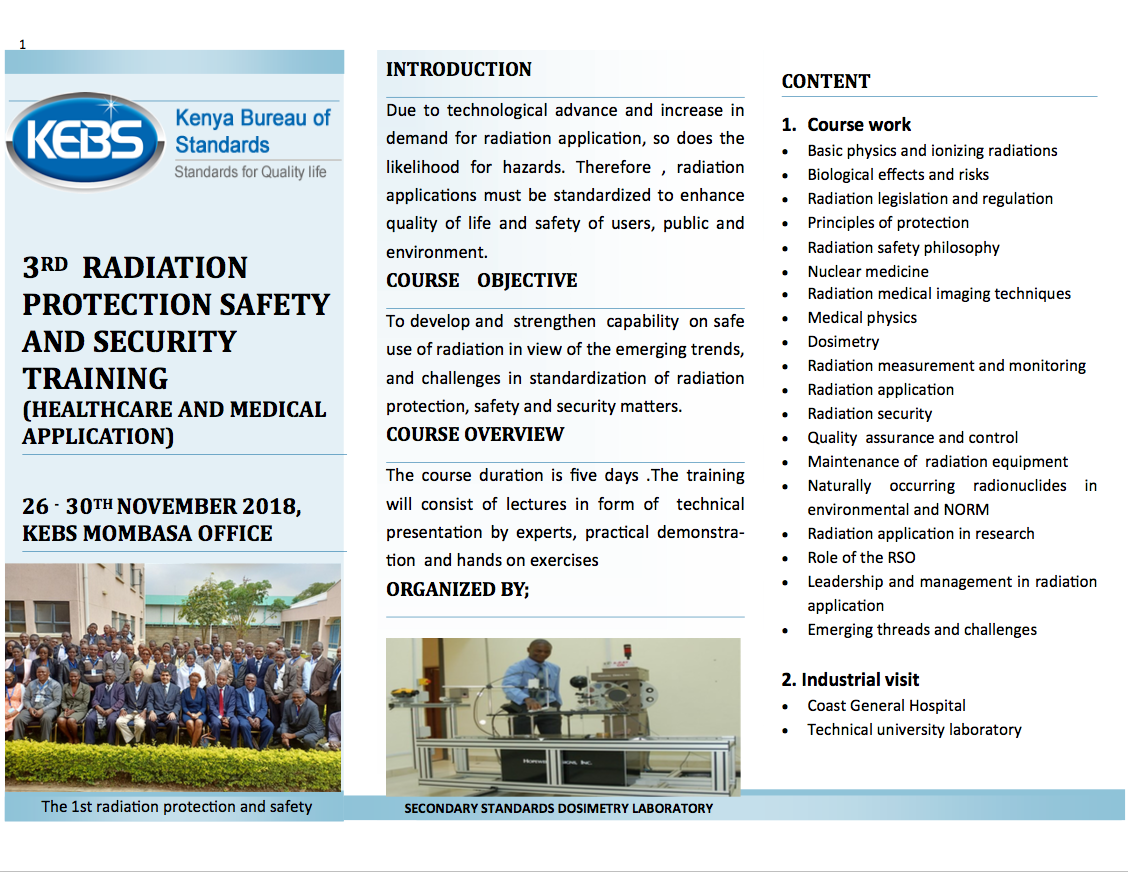 1
KEBS
Kenya Bureau of
Standards
Standards for Quality life
3RD RADIATION
PROTECTION SAFETY
AND SECURITY
TRAINING
(HEALTHCARE AND MEDICAL
APPLICATION)
26 - 30TH NOVEMBER 2018,
KEBS MOMBASA OFFICE
The 1st radiation protection and safety
INTRODUCTION
Due to technological advance and increase in
demand for radiation application, so does the
likelihood for hazards. Therefore , radiation
applications must be standardized to enhance
quality of life and safety of users, public and
environment.
COURSE OBJECTIVE
To develop and strengthen capability on safe
use of radiation in view of the emerging trends,
and challenges in standardization of radiation
protection, safety and security matters.
COURSE OVERVIEW
The course duration is five days .The training
will consist of lectures in form of technical
presentation by experts, practical demonstra-
tion and hands on exercises
ORGANIZED BY;
SECONDARY STANDARDS DOSIMETRY LABORATORY
CONTENT
1. Course work
• Basic physics and ionizing radiations
• Biological effects and risks
• Radiation legislation and regulation
• Principles of protection
• Radiation safety philosophy
• Nuclear medicine
• Radiation medical imaging techniques
• Medical physics
• Dosimetry
• Radiation measurement and monitoring
• Radiation application
• Radiation security
• Quality assurance and control
• Maintenance of radiation equipment
• Naturally occurring radionuclides in
environmental and NORM
• Radiation application in research
• Role of the RSO
• Leadership and management in radiation
application
• Emerging threads and challenges
2. Industrial visit
• Coast General Hospital
• Technical university laboratory